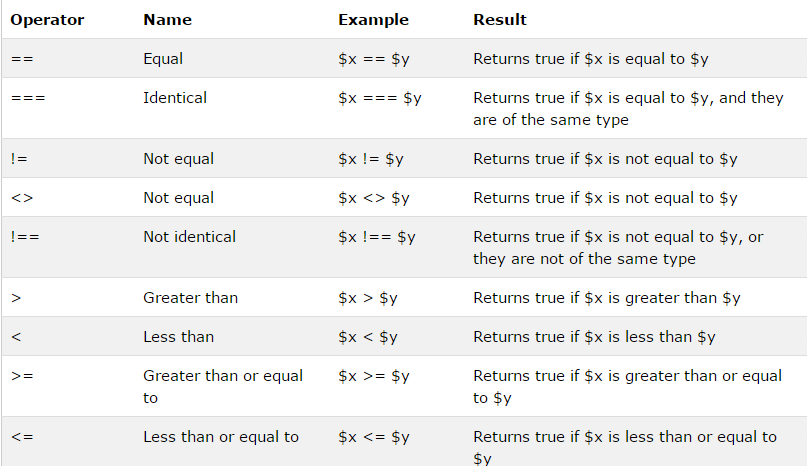 Operator Name Example Result
== Equal $x == $y Returns true if $x is equal to $y
=== Identical $x === $y Returns true if $x is equal to $y, and they
are of the same type
!= Not equal $x != $y Returns true if $x is not equal to $y
<> Not equal $x <> $y Returns true if $x is not equal to $y
!== Not identical $x !== $y Returns true if $x is not equal to $y, or
they are not of the same type
> Greater than $x > $y Returns true if $x is greater than $y
< Less than $x < $y Returns true if $x is less than $y
>= Greater than or equal $x >= $y Returns true if $x is greater than or equal
to to $y
<= Less than or equal to $x <= $y Returns true if $x is less than or equal to
$y